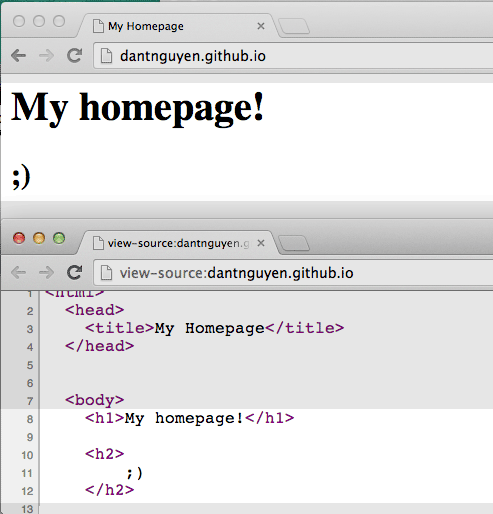 My Homepage
dantnguyen.github.io
My homepage!
;)
view-source:dantnguyen.g
view-source:dantnguyen.github.io
1 <html>
2 <head>
3 <title>My Homepage</title>
4 </head>
5
6
7 <body>
8 <h1>My homepage!</h1>
9
10 <h2>
11 ;)
12 </h2>
13